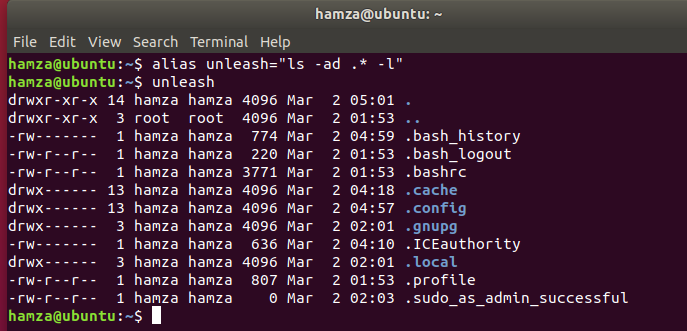 hamza@ubuntu: ~
File Edit View Search Terminal Help
hamza@ubuntu:~$ alias unleash="ls -ad .* -l"
hamza@ubuntu:~$ unleash
drwxr-xr-x 14 hamza hamza 4096 Mar  2 05:01 .
drwxr-xr-x  3 root  root  4096 Mar  2 01:53 ..
-rw-------  1 hamza hamza  774 Mar  2 04:59 .bash_history
-rw-r--r--  1 hamza hamza  220 Mar  2 01:53 .bash_logout
-rw-r--r--  1 hamza hamza 3771 Mar  2 01:53 .bashrc
drwx------ 13 hamza hamza 4096 Mar  2 04:18 .cache
drwx------ 13 hamza hamza 4096 Mar  2 04:57 .config
drwx------  3 hamza hamza 4096 Mar  2 02:01 .gnupg
-rw-------  1 hamza hamza  636 Mar  2 04:10 .ICEauthority
drwx------  3 hamza hamza 4096 Mar  2 02:01 .local
-rw-r--r--  1 hamza hamza  807 Mar  2 01:53 .profile
-rw-r--r--  1 hamza hamza    0 Mar  2 02:03 .sudo_as_admin_successful
hamza@ubuntu:~$